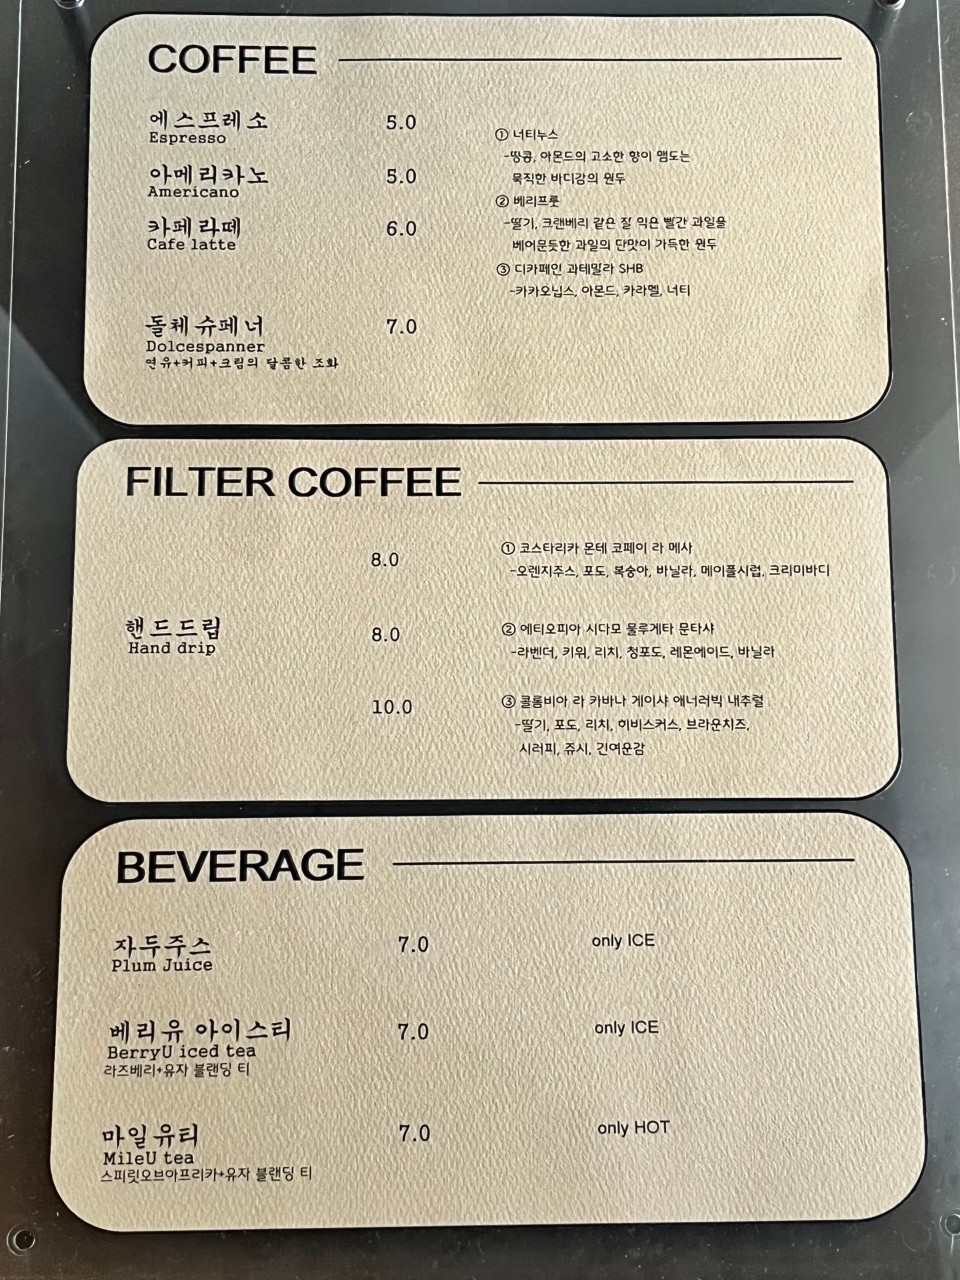 COFFEE
에스프레소 5.0
Espresso
아메리카노 5.0
Americano
카페라떼 6.0
Cafe latte
돌체슈페너 7.0
Dolcespanner
연유+커피+크림의 달콤한 조화
① 너티누스
-땅콩, 아몬드의 고소한 향이 맴도는
묵직한 바디감의 원두
② 베리프룻
-딸기, 크랜베리 같은 잘 익은 빨간 과일을
베어문듯한 과일의 단맛이 가득한 원두
③ 디카페인 과테말라 SHB
-카카오닙스, 아몬드, 카라멜, 너티
FILTER COFFEE
핸드드립
Hand drip
8.0
① 코스타리카 몬테 코페이 라 메사
-오렌지주스, 포도, 복숭아, 바닐라, 메이플시럽, 크리미바디
8.0
② 에티오피아 시다모 물루게타 문타샤
-라벤더, 키위, 리치, 청포도, 레몬에이드, 바닐라
10.0
③ 콜롬비아 라 카바나 게이샤 애너러빅 내추럴
-딸기, 포도, 리치, 히비스커스, 브라운치즈,
시러피, 쥬시, 긴여운감
BEVERAGE
자두주스 7.0 only ICE
Plum Juice
베리유 아이스티 7.0 only ICE
BerryU iced tea
라즈베리+유자 블랜딩 티
마일유티 7.0 only HOT
MileU tea
스피릿오브아프리카+유자 블랜딩 티